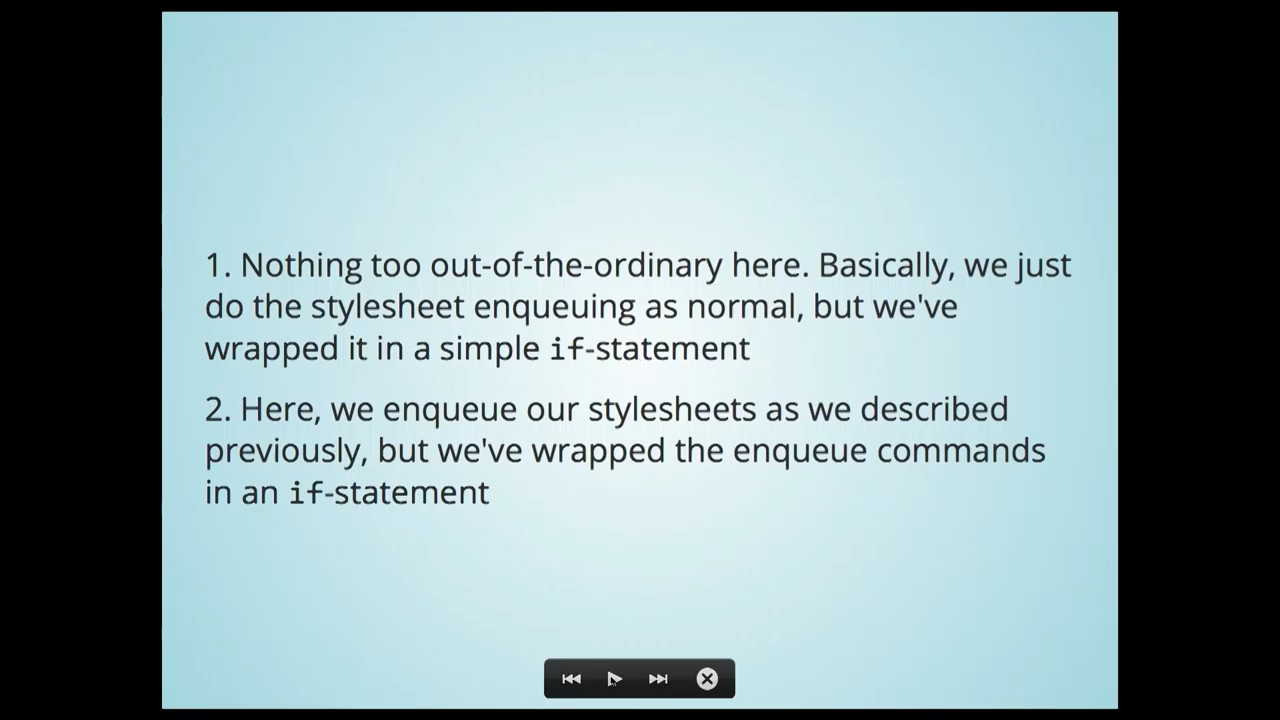 1. Nothing too out-of-the-ordinary here. Basically, we just
do the stylesheet enqueuing as normal, but we've
wrapped it in a simple if-statement
2. Here, we enqueue our stylesheets as we described
previously, but we've wrapped the enqueue commands
in an if-statement